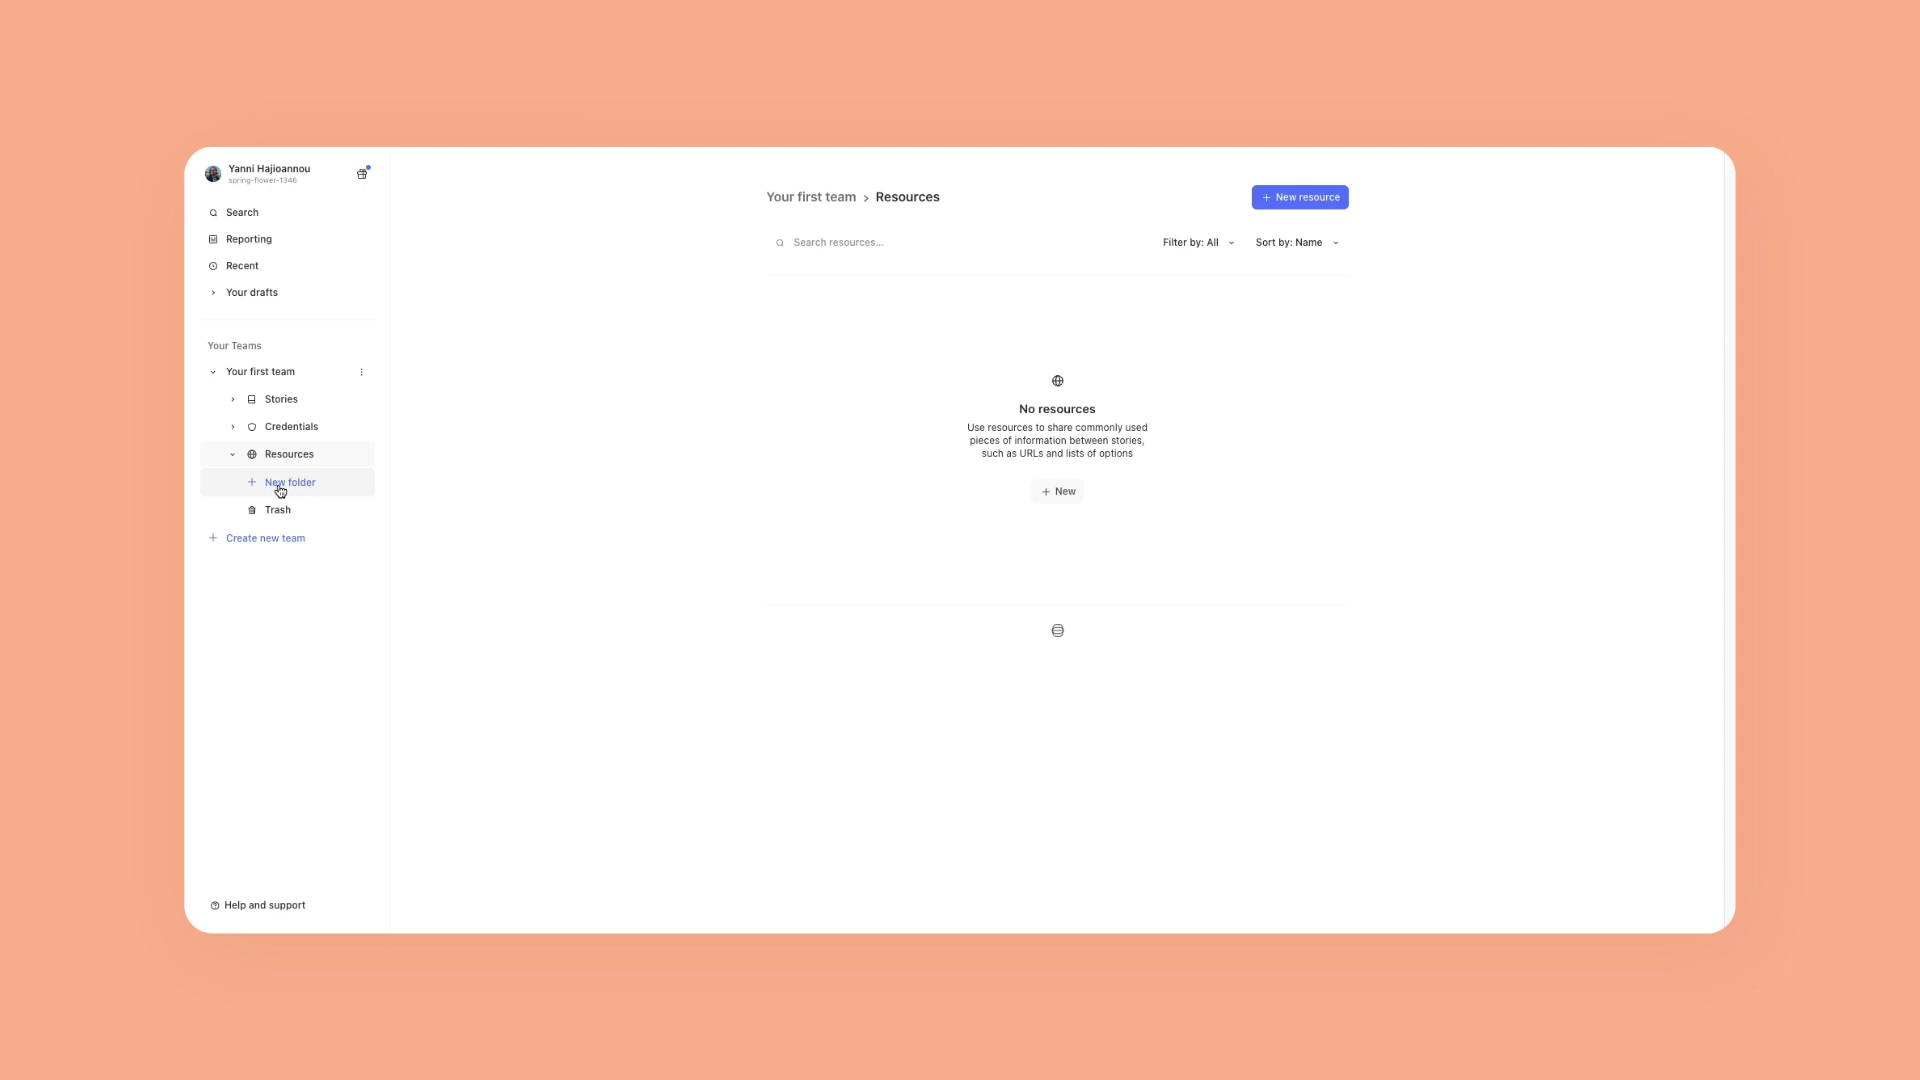 Yanni Hajioannou
spring-flower-1346
Search
Reporting
Recent
Your drafts
Your Teams
Your first team
Stories
Credentials
Resources
New folder
Trash
Create new team
Help and support
Your first team > Resources
New resource
Search resources...
Filter by: All
Sort by: Name
No resources
Use resources to share commonly used
pieces of information between stories,
such as URLs and lists of options
New